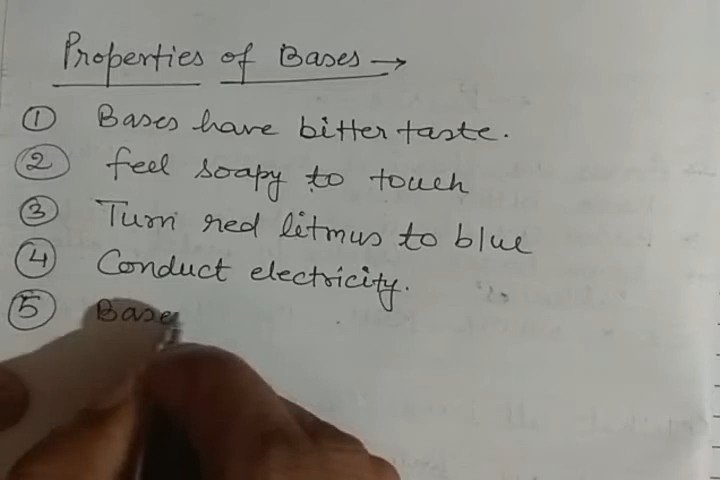 Properties of Bases →
① Bases have bitter taste.
② feel soapy to touch
③ Turn red litmus to blue
④ Conduct electricity.
⑤ Base